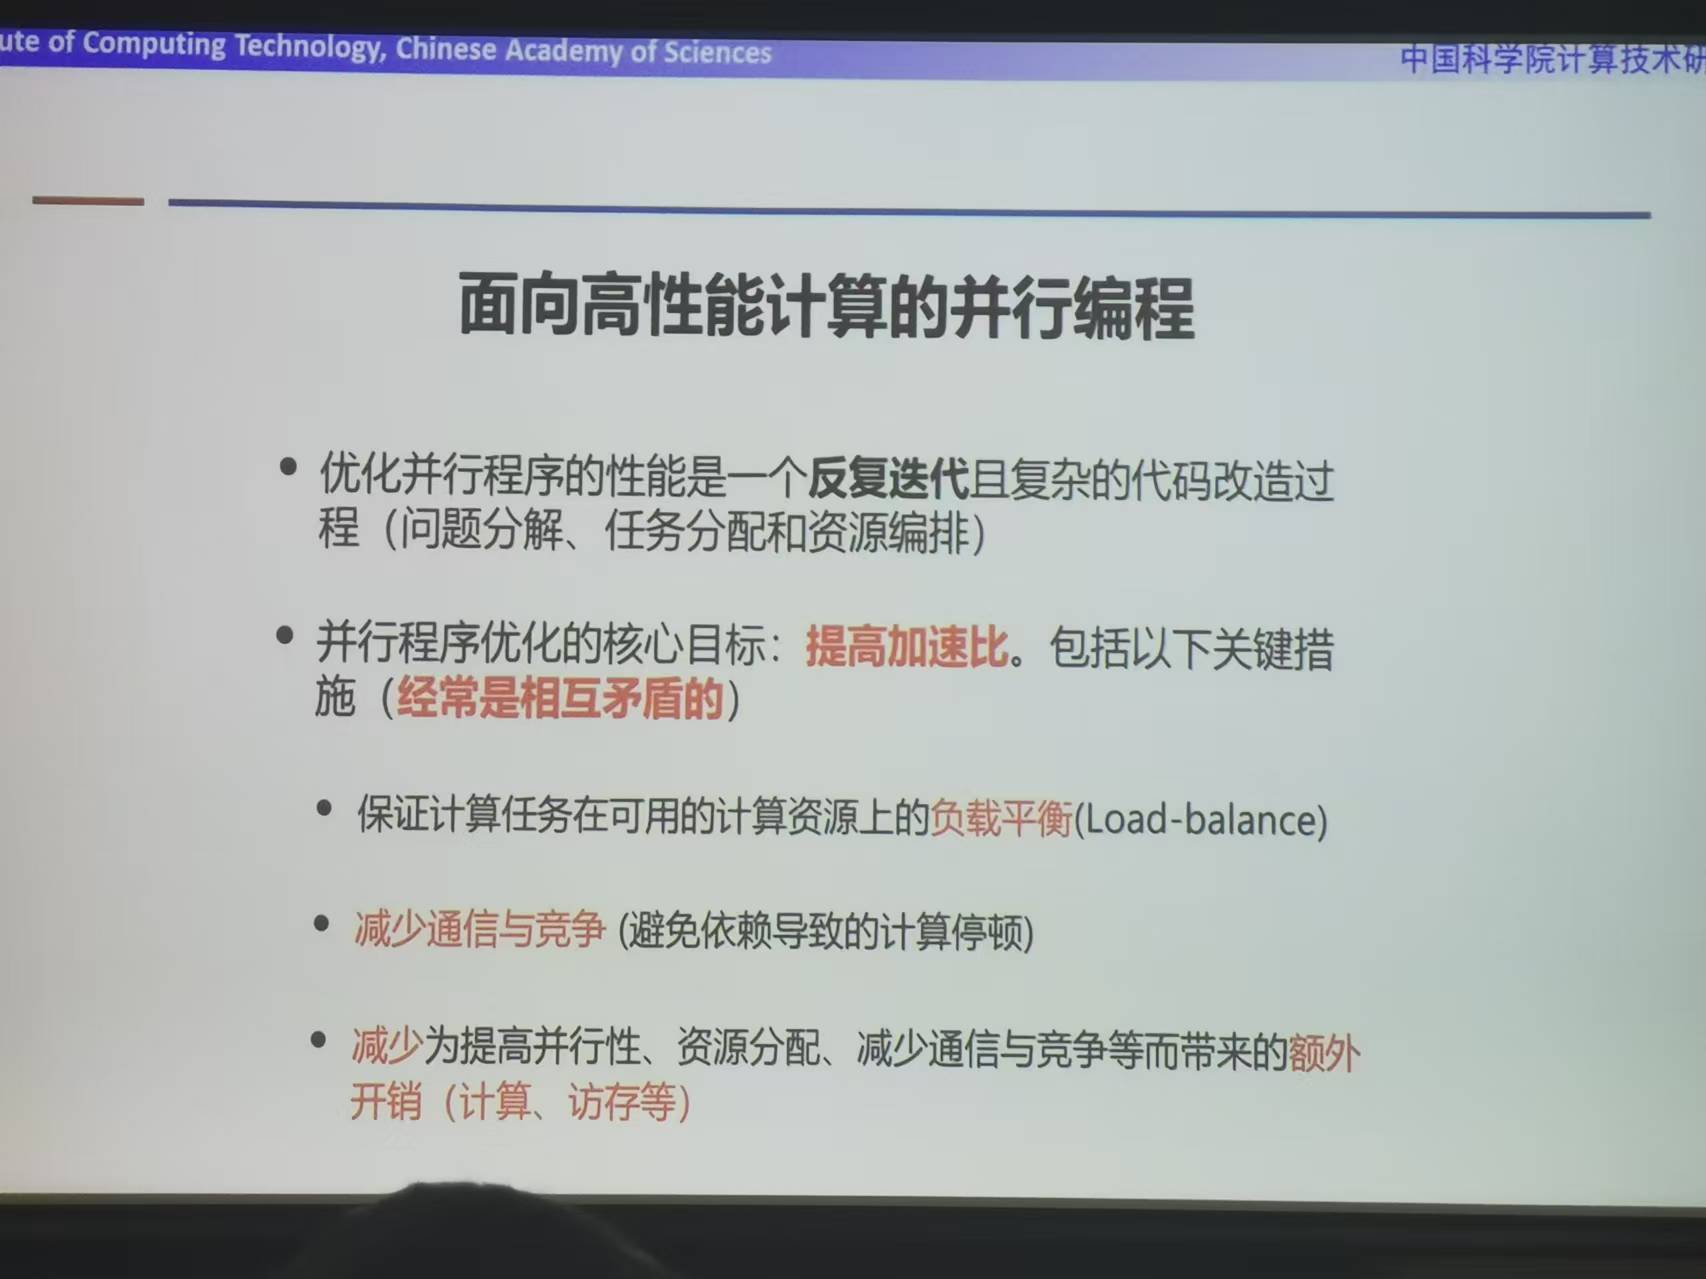 ute of Computing Technology, Chinese Academy of Sciences
中国科学院计算技术研
面向高性能计算的并行编程
• 优化并行程序的性能是一个反复迭代且复杂的代码改造过
程（问题分解、任务分配和资源编排）
• 并行程序优化的核心目标：提高加速比。包括以下关键措
施（经常是相互矛盾的）
• 保证计算任务在可用的计算资源上的负载平衡(Load-balance)
• 减少通信与竞争 (避免依赖导致的计算停顿)
• 减少为提高并行性、资源分配、减少通信与竞争等而带来的额外
开销（计算、访存等）